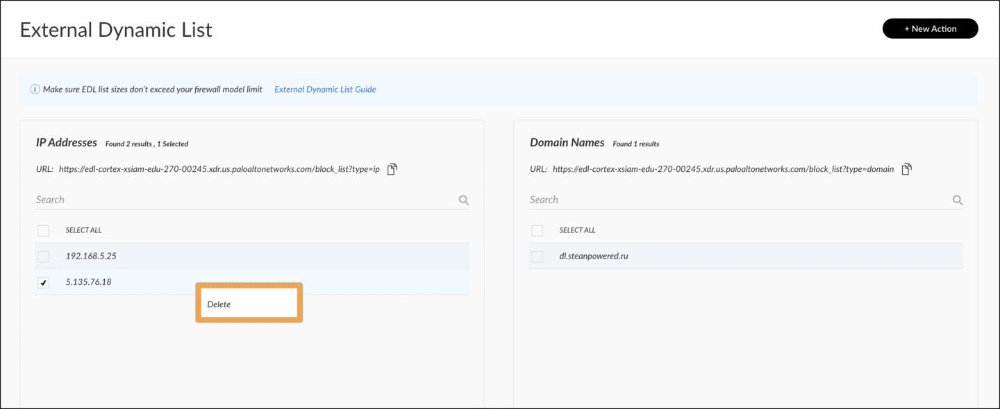 External Dynamic List
+ New Action
Make sure EDL list sizes don't exceed your firewall model limit External Dynamic List Guide
IP Addresses Found 2 results , 1 Selected
URL: https://edl-cortex-xsiam-edu-270-00245.xdr.us.paloaltonetworks.com/block_list?type=ip
Search
SELECT ALL
192.168.5.25
5.135.76.18
Delete
Domain Names Found 1 results
URL: https://edl-cortex-xsiam-edu-270-00245.xdr.us.paloaltonetworks.com/block_list?type=domain
Search
SELECT ALL
dl.steanpowered.ru